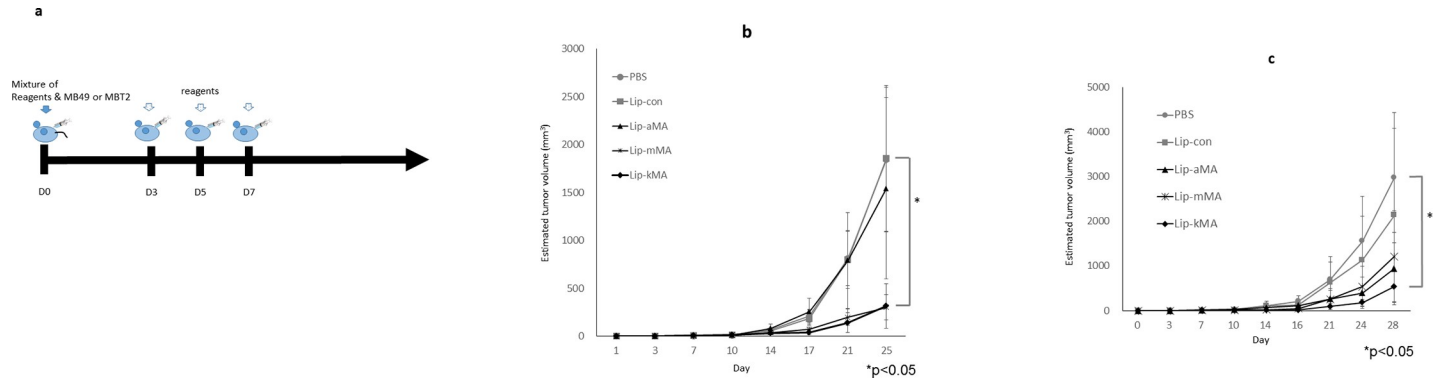 a
Mixture of
Reagents & MB49 or MBT2
reagents
D0
D3
D5
D7
b
Estimated tumor volume (mm³)
3000
2500
2000
1500
1000
500
0
PBS
Lip-con
Lip-aMA
Lip-mMA
Lip-kMA
*
1 3 7 10 14 17 21 25
Day
*p<0.05
c
Estimated tumor volume (mm³)
5000
4000
3000
2000
1000
0
PBS
Lip-con
Lip-aMA
Lip-mMA
Lip-kMA
*
0 3 7 10 14 16 21 24 28
Day
*p<0.05